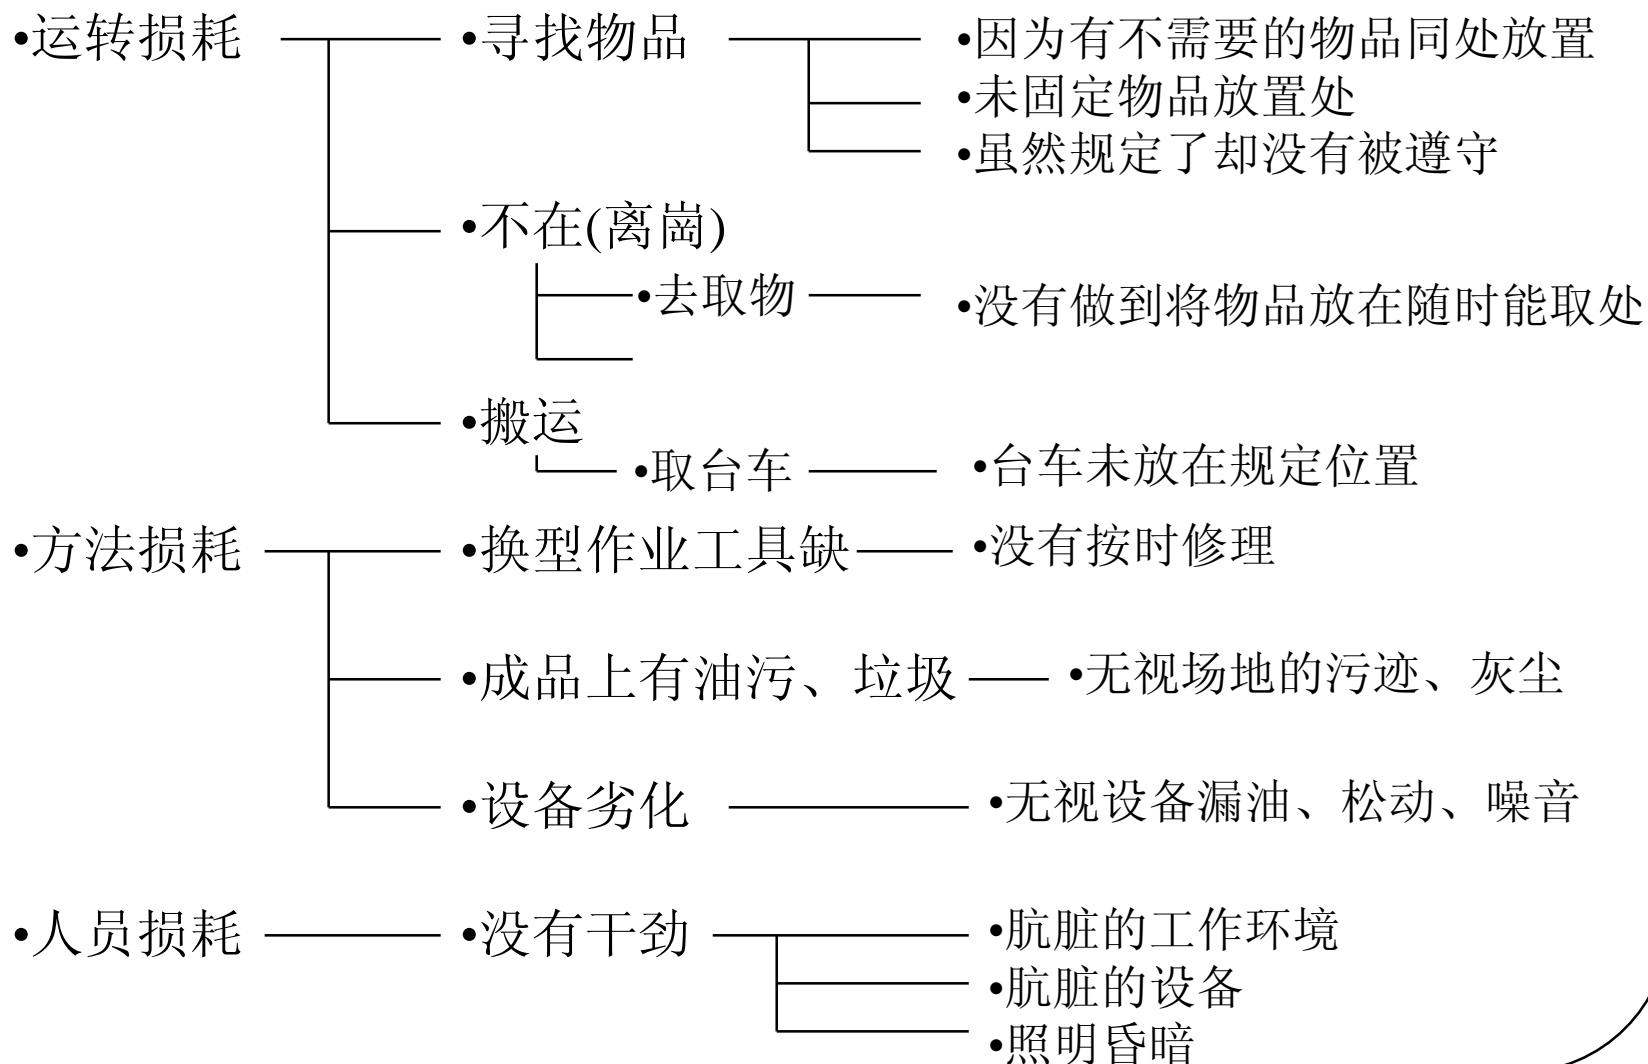 •运转损耗 •寻找物品 •因为有不需要的物品同处放置
•未固定物品放置处
•虽然规定了却没有被遵守
•不在(离崗)
•去取物 •没有做到将物品放在随时能取处
•搬运
•取台车 •台车未放在规定位置
•方法损耗 •换型作业工具缺 •没有按时修理
•成品上有油污、垃圾 •无视场地的污迹、灰尘
•设备劣化 •无视设备漏油、松动、噪音
•人员损耗 •没有干劲 •肮脏的工作环境
•肮脏的设备
•照明昏暗